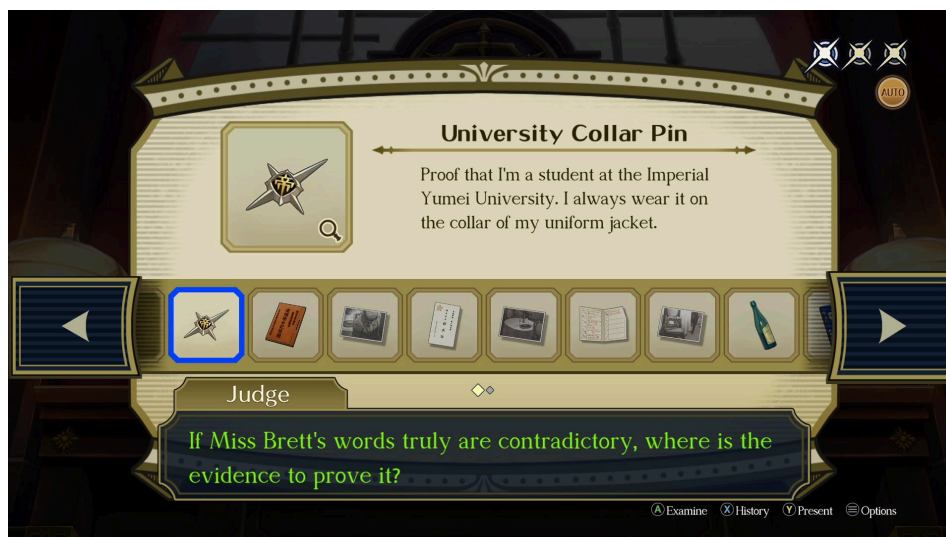 AUTO
University Collar Pin
Proof that I'm a student at the Imperial
Yumei University. I always wear it on
the collar of my uniform jacket.
帝
Judge
If Miss Brett's words truly are contradictory, where is the
evidence to prove it?
A Examine X History Y Present Options